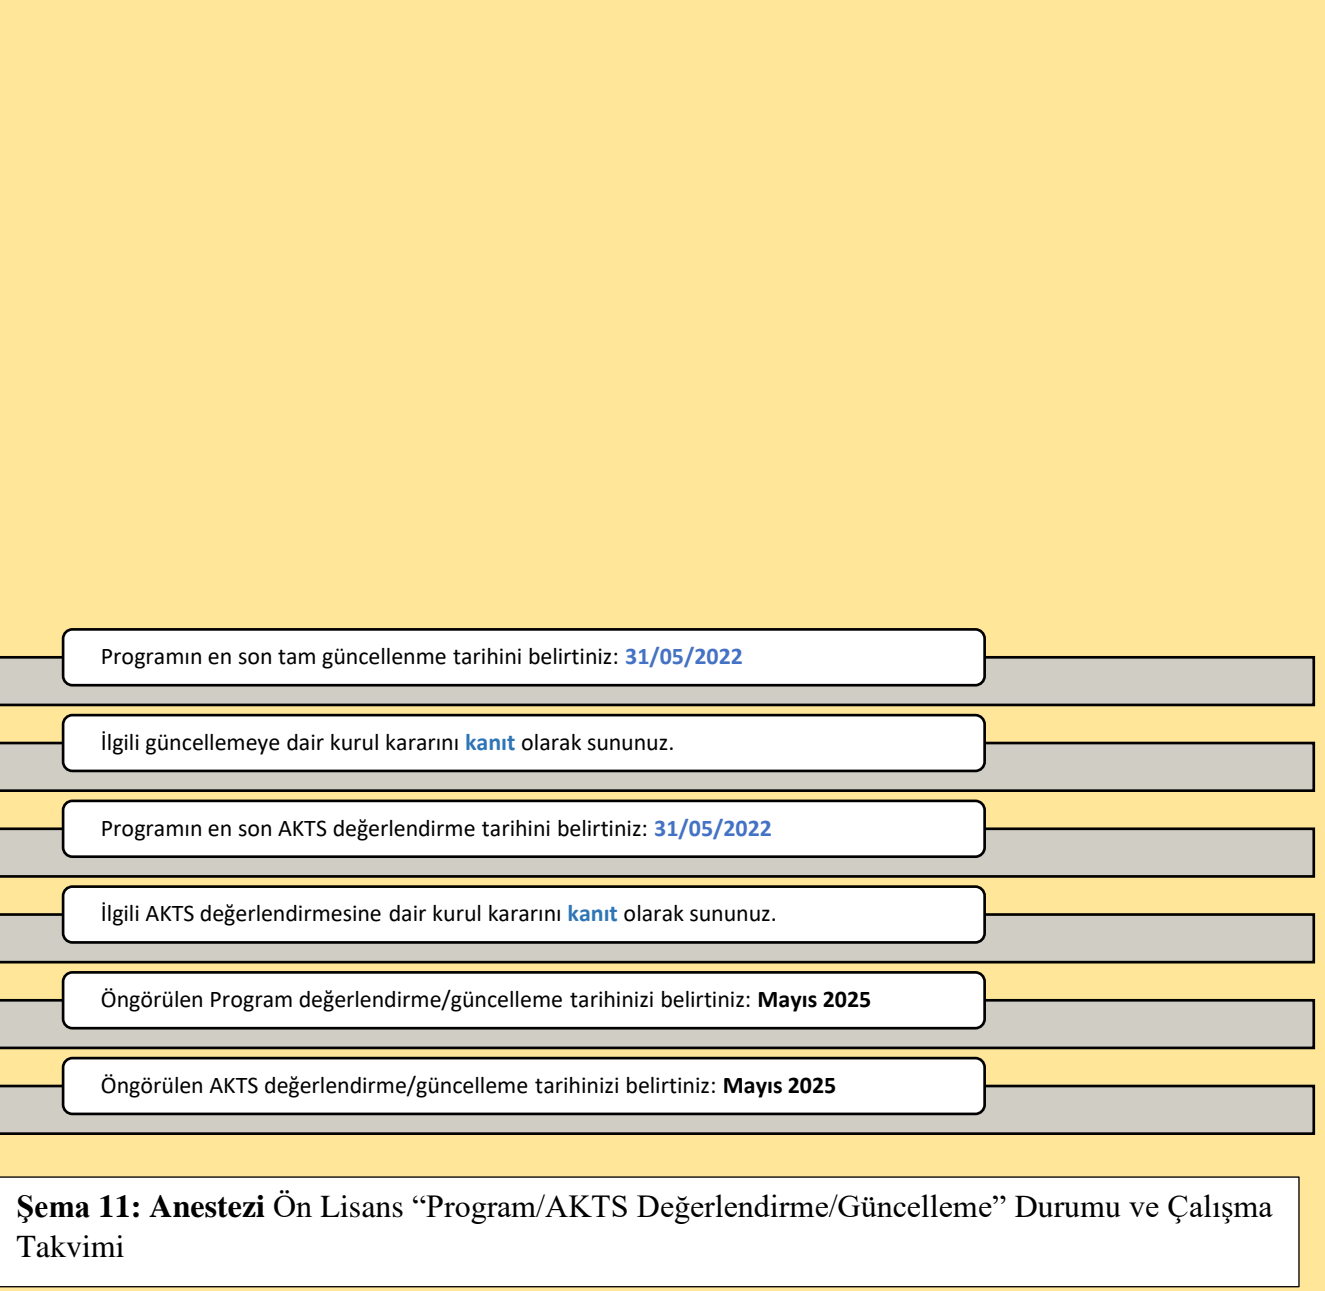 Programın en son tam güncellenme tarihini belirtiniz: 31/05/2022
İlgili güncellemeye dair kurul kararını kanıt olarak sununuz.
Programın en son AKTS değerlendirme tarihini belirtiniz: 31/05/2022
İlgili AKTS değerlendirmesine dair kurul kararını kanıt olarak sununuz.
Öngörülen Program değerlendirme/güncelleme tarihinizi belirtiniz: Mayıs 2025
Öngörülen AKTS değerlendirme/güncelleme tarihinizi belirtiniz: Mayıs 2025
Şema 11: Anestezi Ön Lisans “Program/AKTS Değerlendirme/Güncelleme” Durumu ve Çalışma
Takvimi